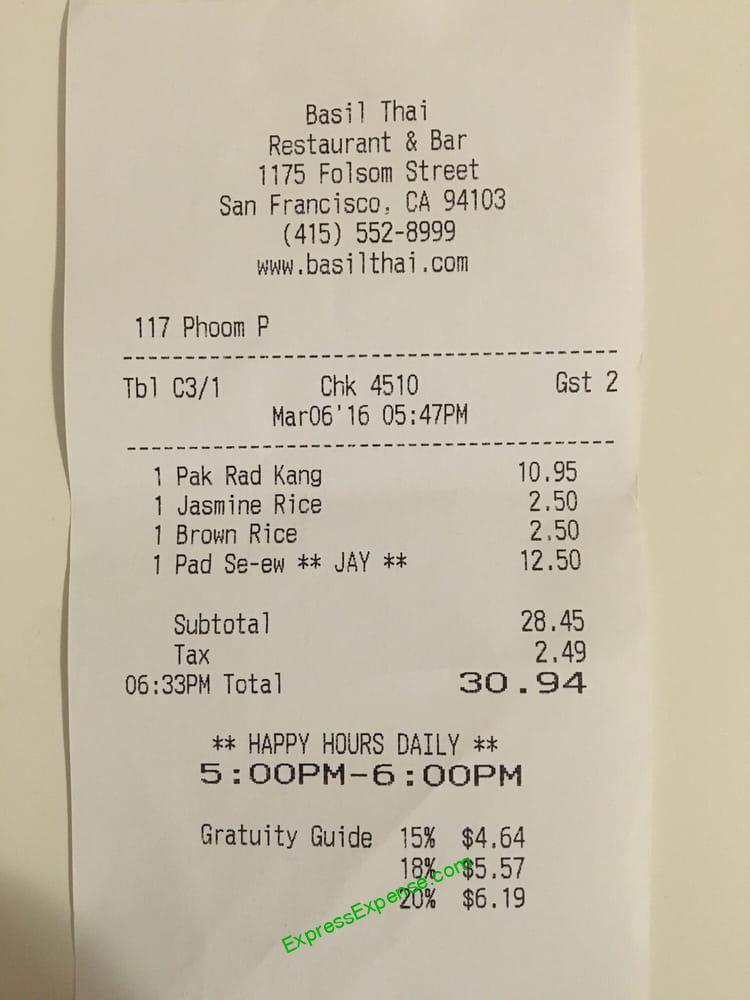 Basil Thai
Restaurant & Bar
1175 Folsom Street
San Francisco, CA 94103
(415) 552-8999
www.basilthai.com
117 Phoom P
Tbl C3/1 Chk 4510 Gst 2
Mar06'16 05:47PM
1 Pak Rad Kang 10.95
1 Jasmine Rice 2.50
1 Brown Rice 2.50
1 Pad Se-ew ** JAY ** 12.50
Subtotal 28.45
Tax 2.49
06:33PM Total 30.94
** HAPPY HOURS DAILY **
5:00PM-6:00PM
Gratuity Guide 15% $4.64
18% $5.57
20% $6.19
ExpressExpense.com